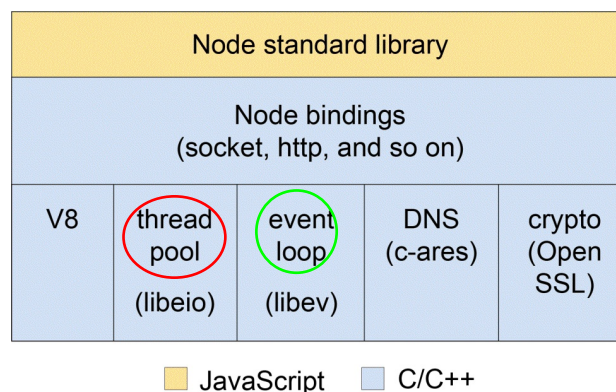 Node standard library
Node bindings
(socket, http, and so on)
V8
thread
pool
(libeio)
event
loop
(libev)
DNS
(c-ares)
crypto
(Open
SSL)
JavaScript
C/C++